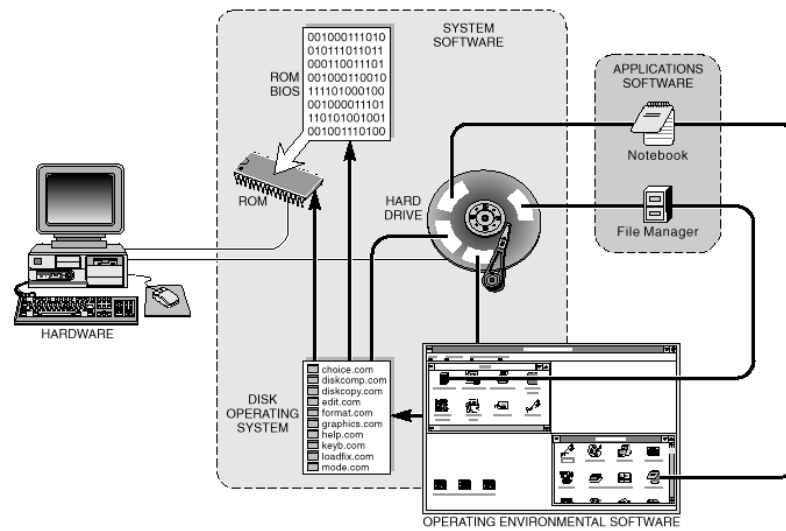 SYSTEM
SOFTWARE
001000111010
010111011011
000110011101
001000110010
111101000100
001000011101
110101001001
001001110100
ROM
BIOS
ROM
HARD
DRIVE
APPLICATIONS
SOFTWARE
Notebook
File Manager
HARDWARE
DISK
OPERATING
SYSTEM
choice.com
diskcomp.com
diskcopy.com
edit.com
format.com
graphics.com
help.com
keyb.com
loadfix.com
mode.com
OPERATING ENVIRONMENTAL SOFTWARE